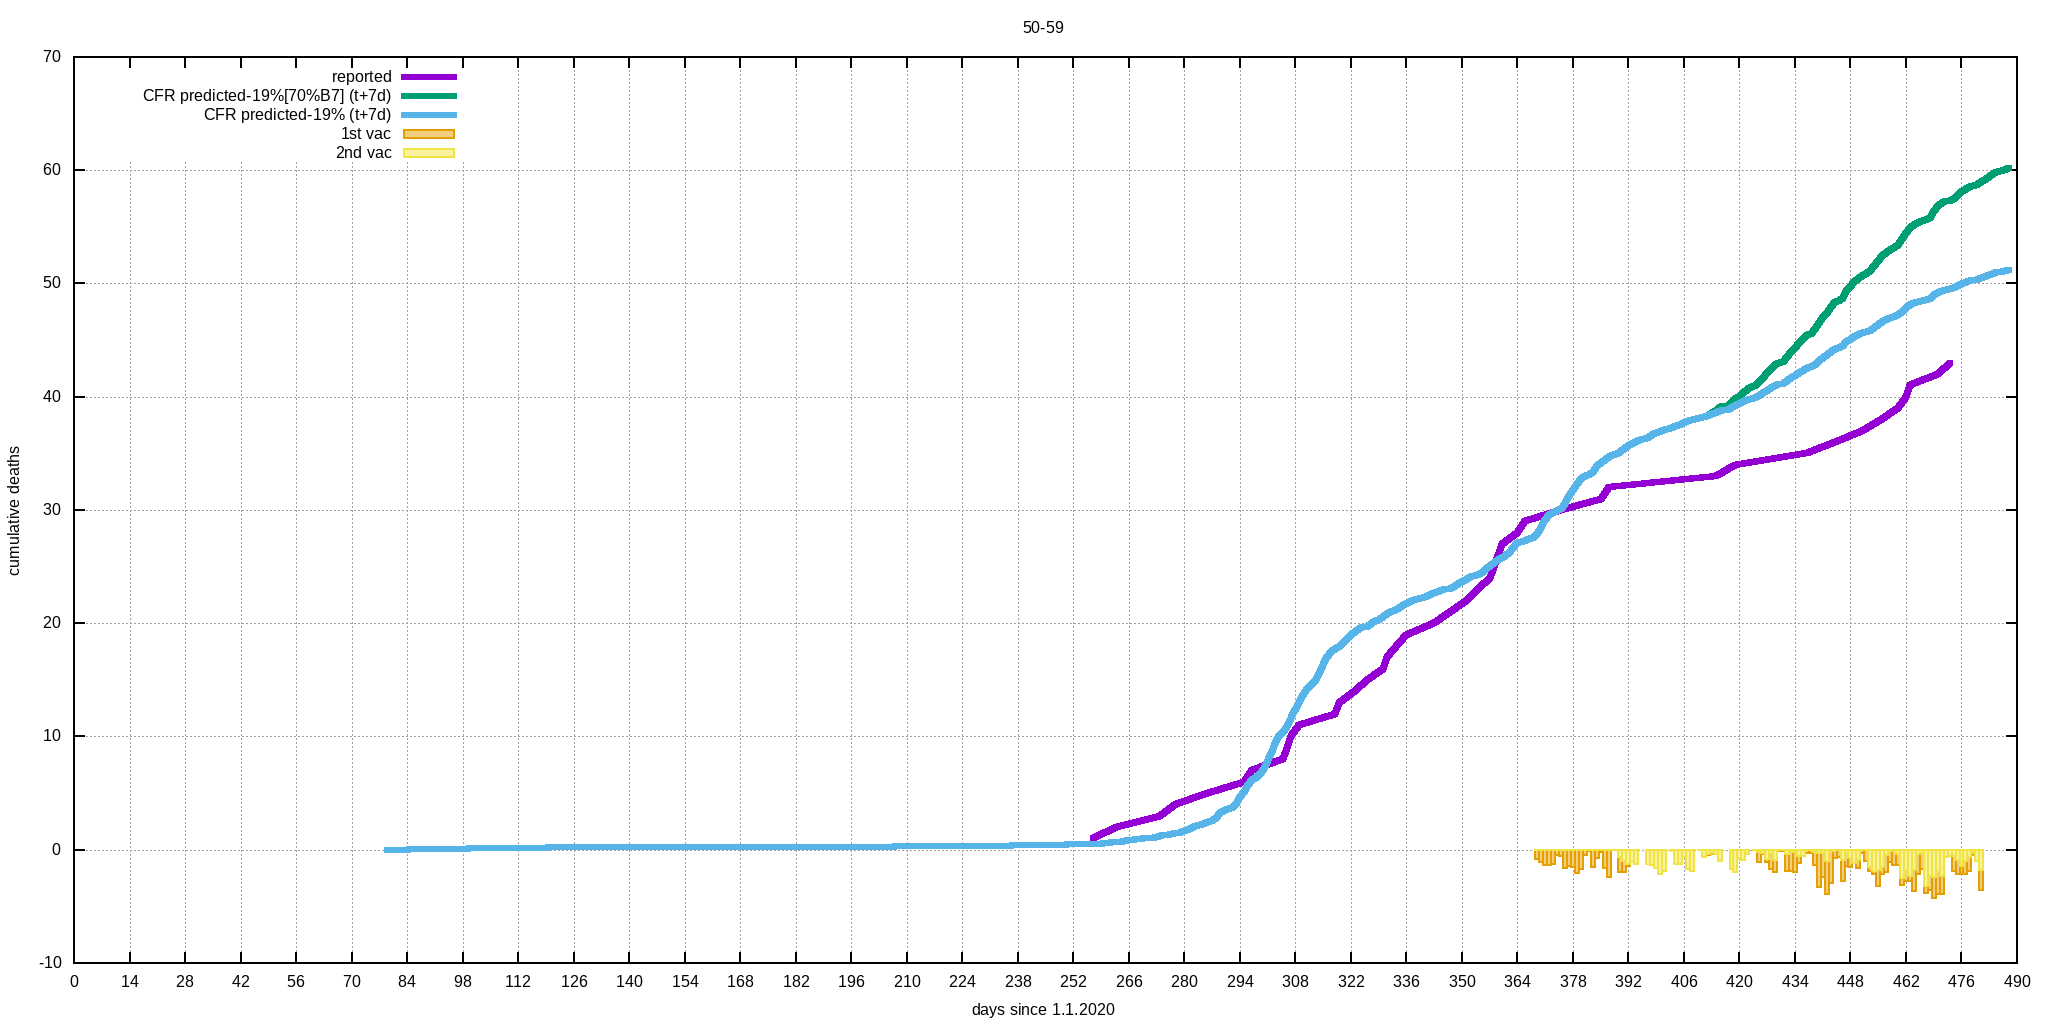 50-59
70
reported
CFR predicted-19%[70%B7] (t+7d)
CFR predicted-19% (t+7d)
1st vac
2nd vac
60
50
40
30
20
10
0
-10
cumulative deaths
0 14 28 42 56 70 84 98 112 126 140 154 168 182 196 210 224 238 252 266 280 294 308 322 336 350 364 378 392 406 420 434 448 462 476 490
days since 1.1.2020